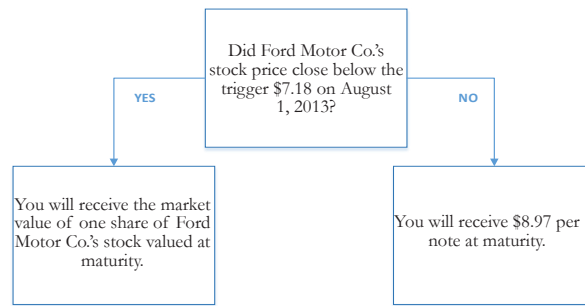 Did Ford Motor Co.'s
stock price close below the
trigger $7.18 on August
1, 2013?
YES
NO
You will receive the market
value of one share of Ford
Motor Co.'s stock valued at
maturity.
You will receive $8.97 per
note at maturity.